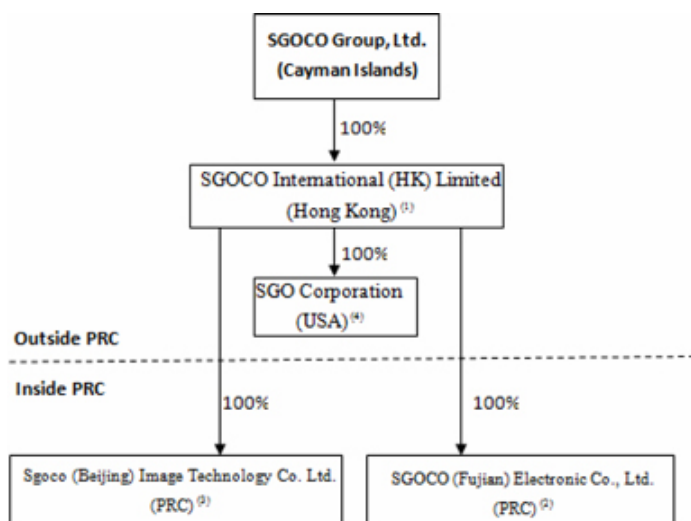 SGOCO Group, Ltd.
(Cayman Islands)
100%
SGOCO International (HK) Limited
(Hong Kong) (1)
100%
SGO Corporation
(USA) (4)
Outside PRC
Inside PRC
100%
100%
Sgoco (Beijing) Image Technology Co. Ltd.
(PRC) (3)
SGOCO (Fujian) Electronic Co., Ltd.
(PRC) (2)